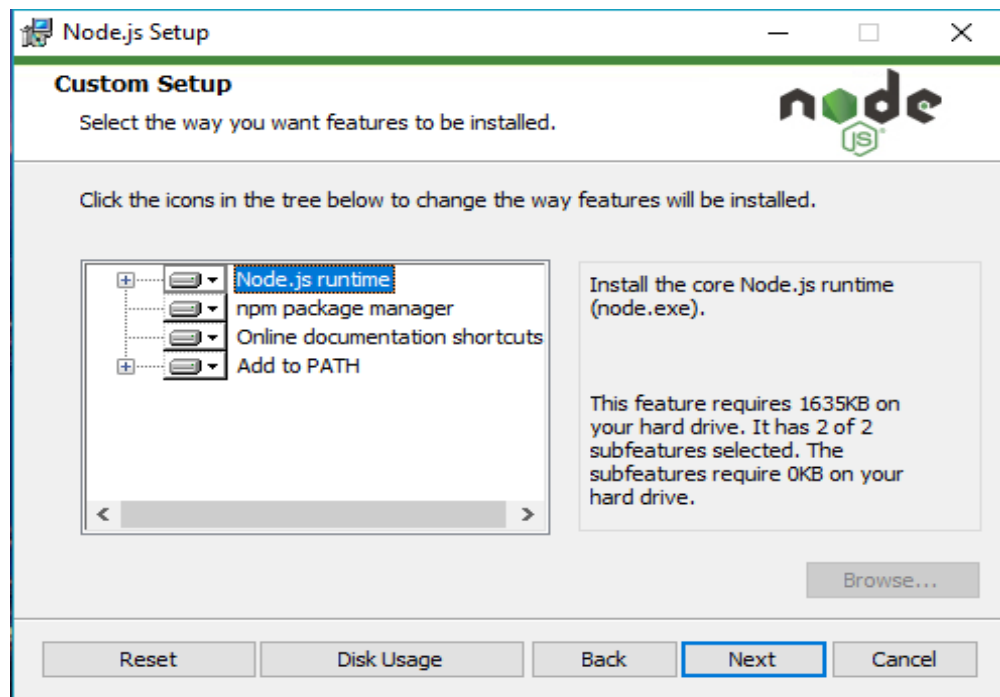 Node.js Setup
Custom Setup
Select the way you want features to be installed.
node
JS
Click the icons in the tree below to change the way features will be installed.
Node.js runtime
npm package manager
Online documentation shortcuts
Add to PATH
Install the core Node.js runtime
(node.exe).
This feature requires 1635KB on
your hard drive. It has 2 of 2
subfeatures selected. The
subfeatures require 0KB on your
hard drive.
Browse...
Reset
Disk Usage
Back
Next
Cancel